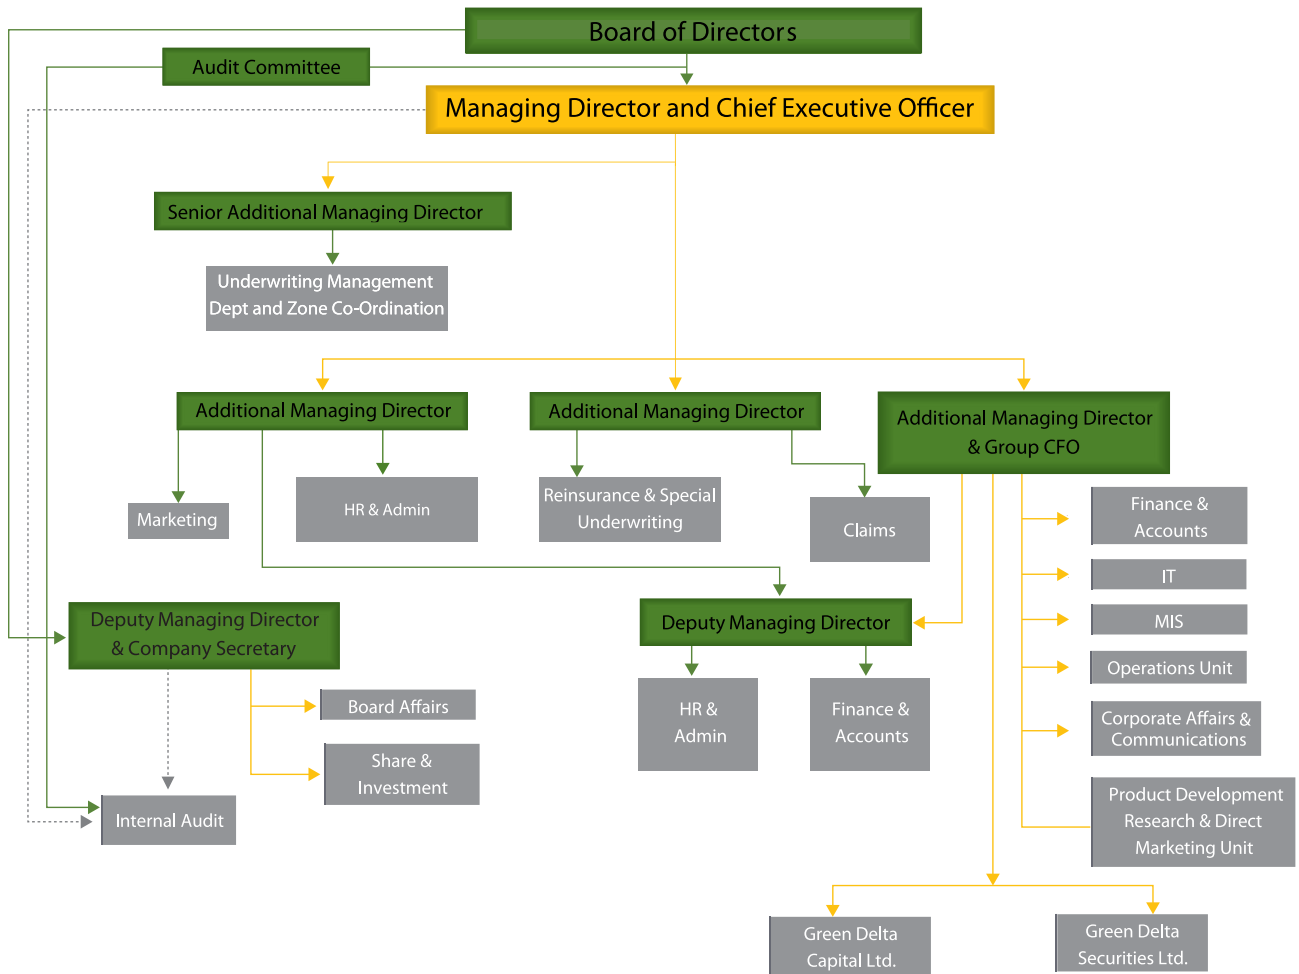 Board of Directors
Audit Committee
Managing Director and Chief Executive Officer
Senior Additional Managing Director
Underwriting Management
Dept and Zone Co-Ordination
Additional Managing Director
Additional Managing Director
Additional Managing Director
& Group CFO
Marketing
HR & Admin
Reinsurance & Special
Underwriting
Claims
Finance &
Accounts
IT
MIS
Operations Unit
Corporate Affairs &
Communications
Product Development
Research & Direct
Marketing Unit
Deputy Managing Director
& Company Secretary
Deputy Managing Director
Board Affairs
Share &
Investment
Internal Audit
HR &
Admin
Finance &
Accounts
Green Delta
Capital Ltd.
Green Delta
Securities Ltd.